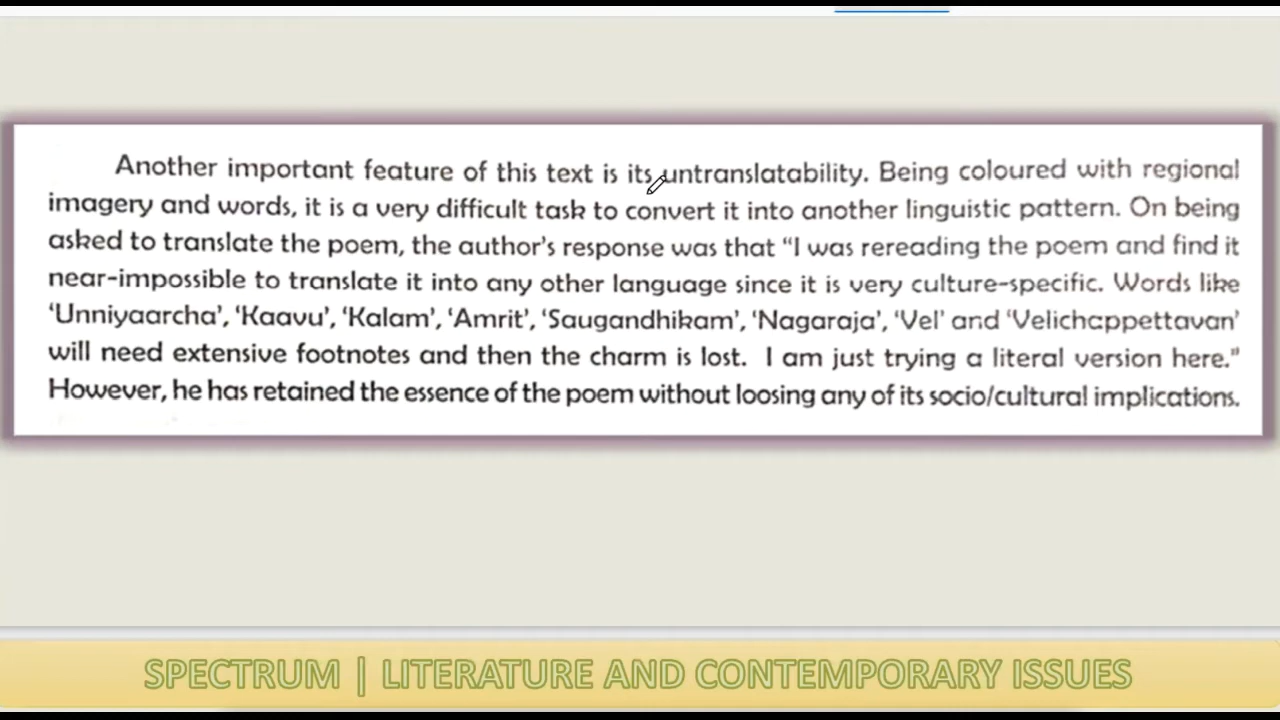 Another important feature of this text is its untranslatability. Being coloured with regional
imagery and words, it is a very difficult task to convert it into another linguistic pattern. On being
asked to translate the poem, the author's response was that “I was rereading the poem and find it
near-impossible to translate it into any other language since it is very culture-specific. Words like
‘Unniyaarcha’, ‘Kaavu’, ‘Kalam’, ‘Amrit’, ‘Saugandhikam’, ‘Nagaraja’, ‘Vel’ and ‘Velichappettavan’
will need extensive footnotes and then the charm is lost. I am just trying a literal version here.”
However, he has retained the essence of the poem without loosing any of its socio/cultural implications.
SPECTRUM | LITERATURE AND CONTEMPORARY ISSUES